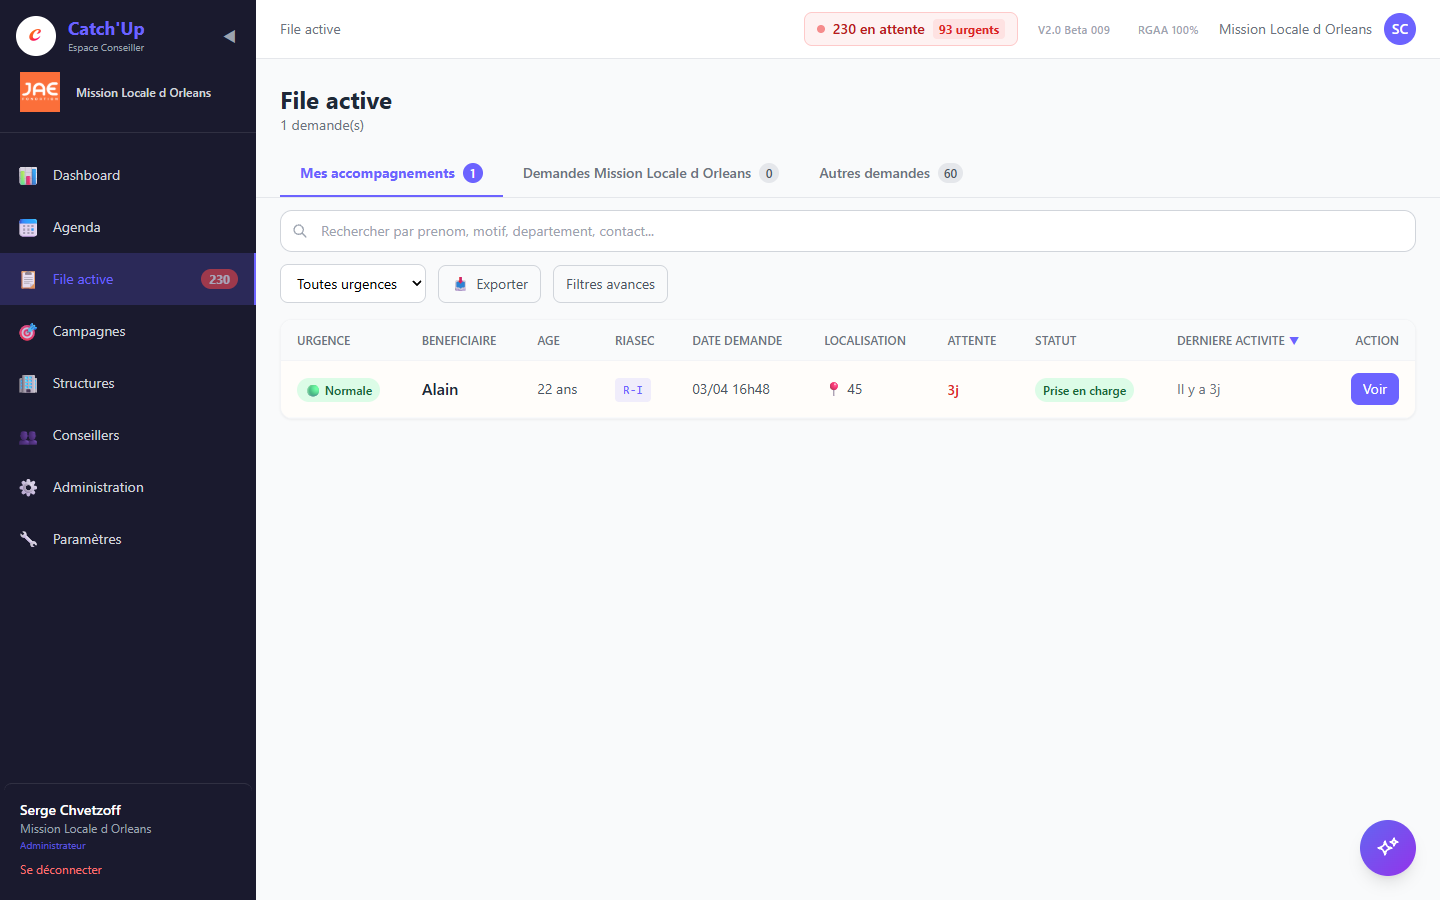 Catch'Up
Espace Conseiller
JAE
Mission Locale d Orleans
Dashboard
Agenda
File active 230
Campagnes
Structures
Conseillers
Administration
Paramètres
Serge Chvetzoff
Mission Locale d Orleans
Administrateur
Se déconnecter
File active
230 en attente 93 urgents
V2.0 Beta 009
RGAA 100%
Mission Locale d Orleans
SC
File active
1 demande(s)
Mes accompagnements 1
Demandes Mission Locale d Orleans 0
Autres demandes 60
Rechercher par prenom, motif, departement, contact...
Toutes urgences
Exporter
Filtres avances
URGENCE BENEFICIAIRE AGE RIASEC DATE DEMANDE LOCALISATION ATTENTE STATUT DERNIERE ACTIVITE ▼ ACTION
Normale Alain 22 ans R-I 03/04 16h48 45 3j Prise en charge Il y a 3j Voir